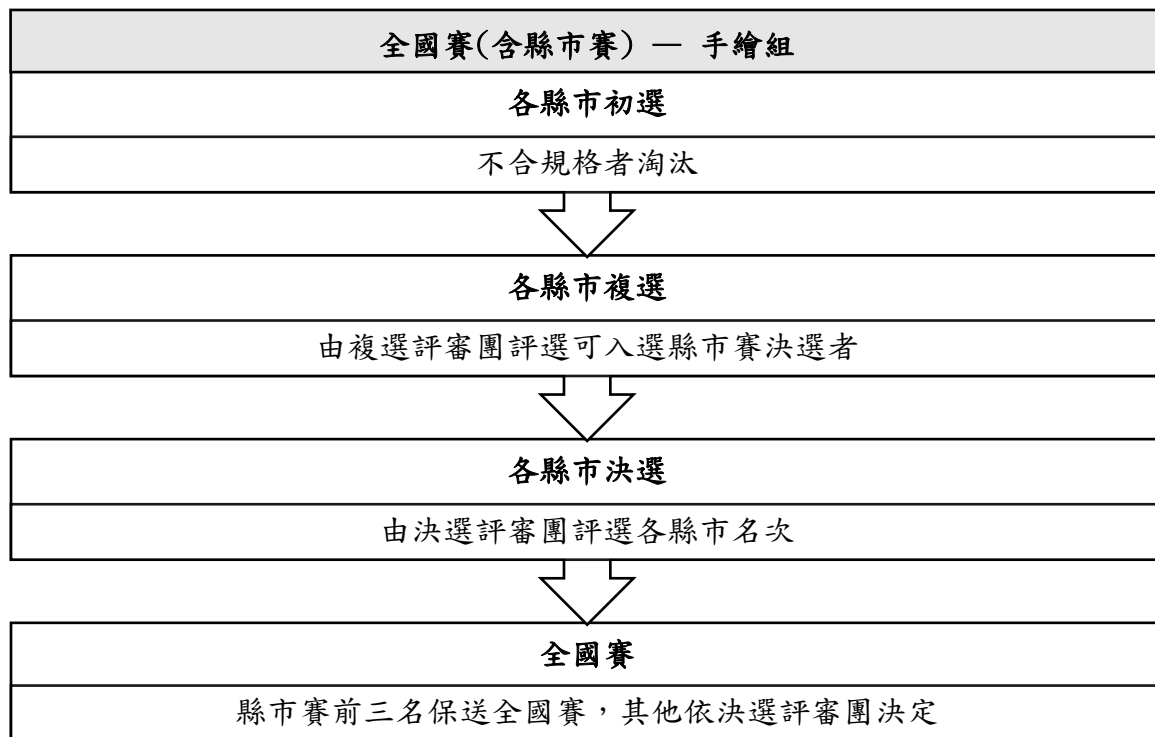 全國賽(含縣市賽) — 手繪組
各縣市初選
不合規格者淘汰
各縣市複選
由複選評審團評選可入選縣市賽決選者
各縣市決選
由決選評審團評選各縣市名次
全國賽
縣市賽前三名保送全國賽，其他依決選評審團決定